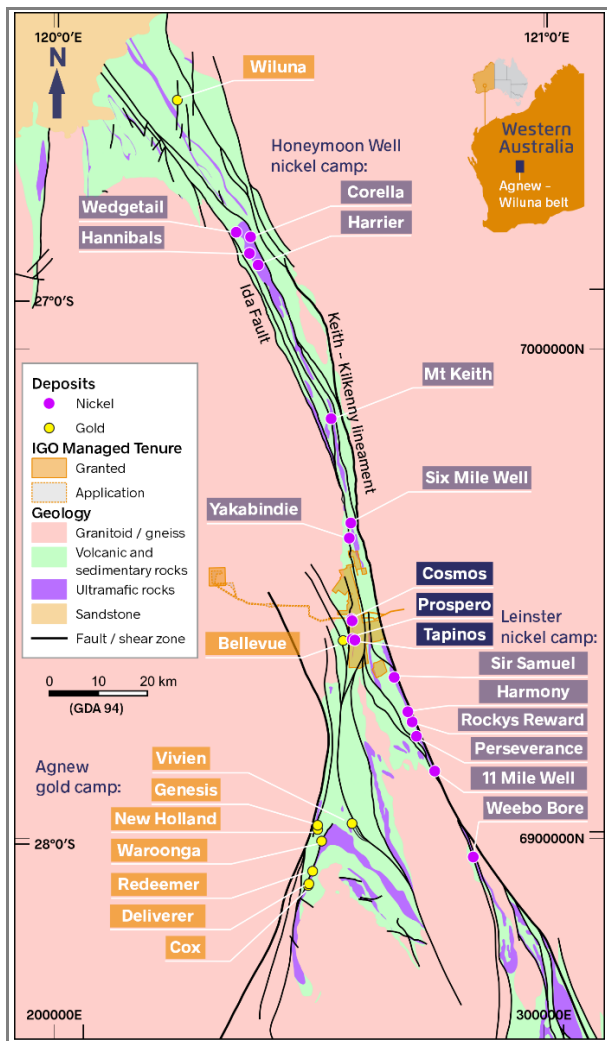 120°0'E
121°0'E
N
Wiluna
Western
Australia
Agnew –
Wiluna belt
Honeymoon Well
nickel camp:
Corella
Wedgetail
Harrier
Hannibals
27°0'S
Ida Fault
Keith – Kilkenny lineament
7000000N
Mt Keith
Deposits
Nickel
Gold
IGO Managed Tenure
Granted
Application
Geology
Granitoid / gneiss
Volcanic and
sedimentary rocks
Ultramafic rocks
Sandstone
Fault / shear zone
0 20 km
(GDA 94)
Six Mile Well
Yakabindie
Cosmos
Prospero
Tapinos
Bellevue
Leinster
nickel camp:
Sir Samuel
Harmony
Rockys Reward
Perseverance
11 Mile Well
Weebo Bore
Agnew
gold camp:
Vivien
Genesis
New Holland
Waroonga
Redeemer
Deliverer
Cox
28°0'S
6900000N
200000E
300000E